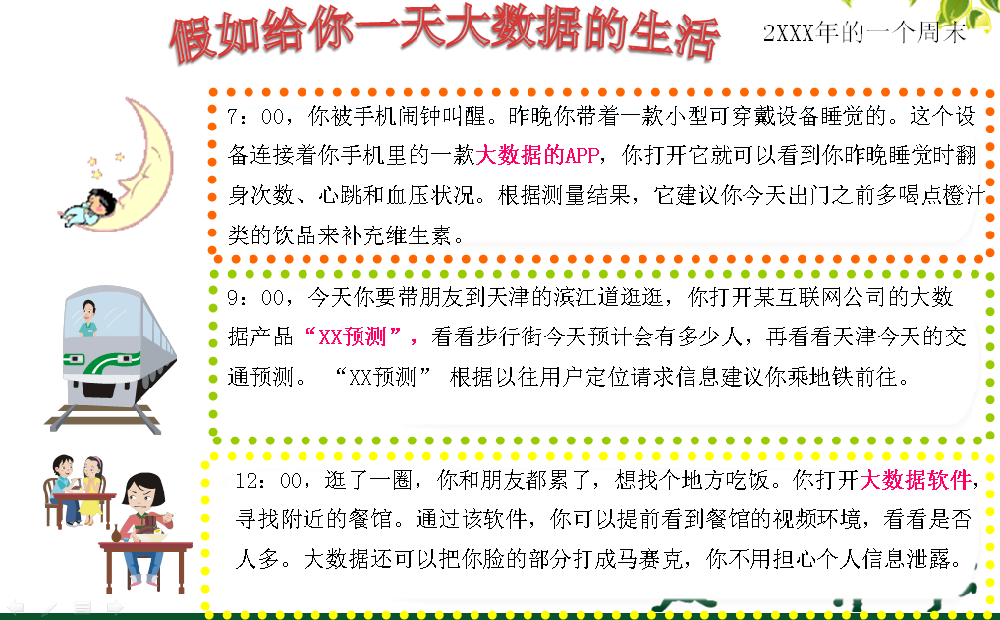 假如给你一天大数据的生活
2XXX年的一个周末
7：00，你被手机闹钟叫醒。昨晚你带着一款小型可穿戴设备睡觉的。这个设
备连接着你手机里的一款大数据的APP，你打开它就可以看到你昨晚睡觉时翻
身次数、心跳和血压状况。根据测量结果，它建议你今天出门之前多喝点橙汁
类的饮品来补充维生素。
9：00，今天你要带朋友到天津的滨江道逛逛，你打开某互联网公司的大数
据产品“XX预测”，看看步行街今天预计会有多少人，再看看天津今天的交
通预测。 “XX预测” 根据以往用户定位请求信息建议你乘地铁前往。
12：00，逛了一圈，你和朋友都累了，想找个地方吃饭。你打开大数据软件，
寻找附近的餐馆。通过该软件，你可以提前看到餐馆的视频环境，看看是否
人多。大数据还可以把你脸的部分打成马赛克，你不用担心个人信息泄露。